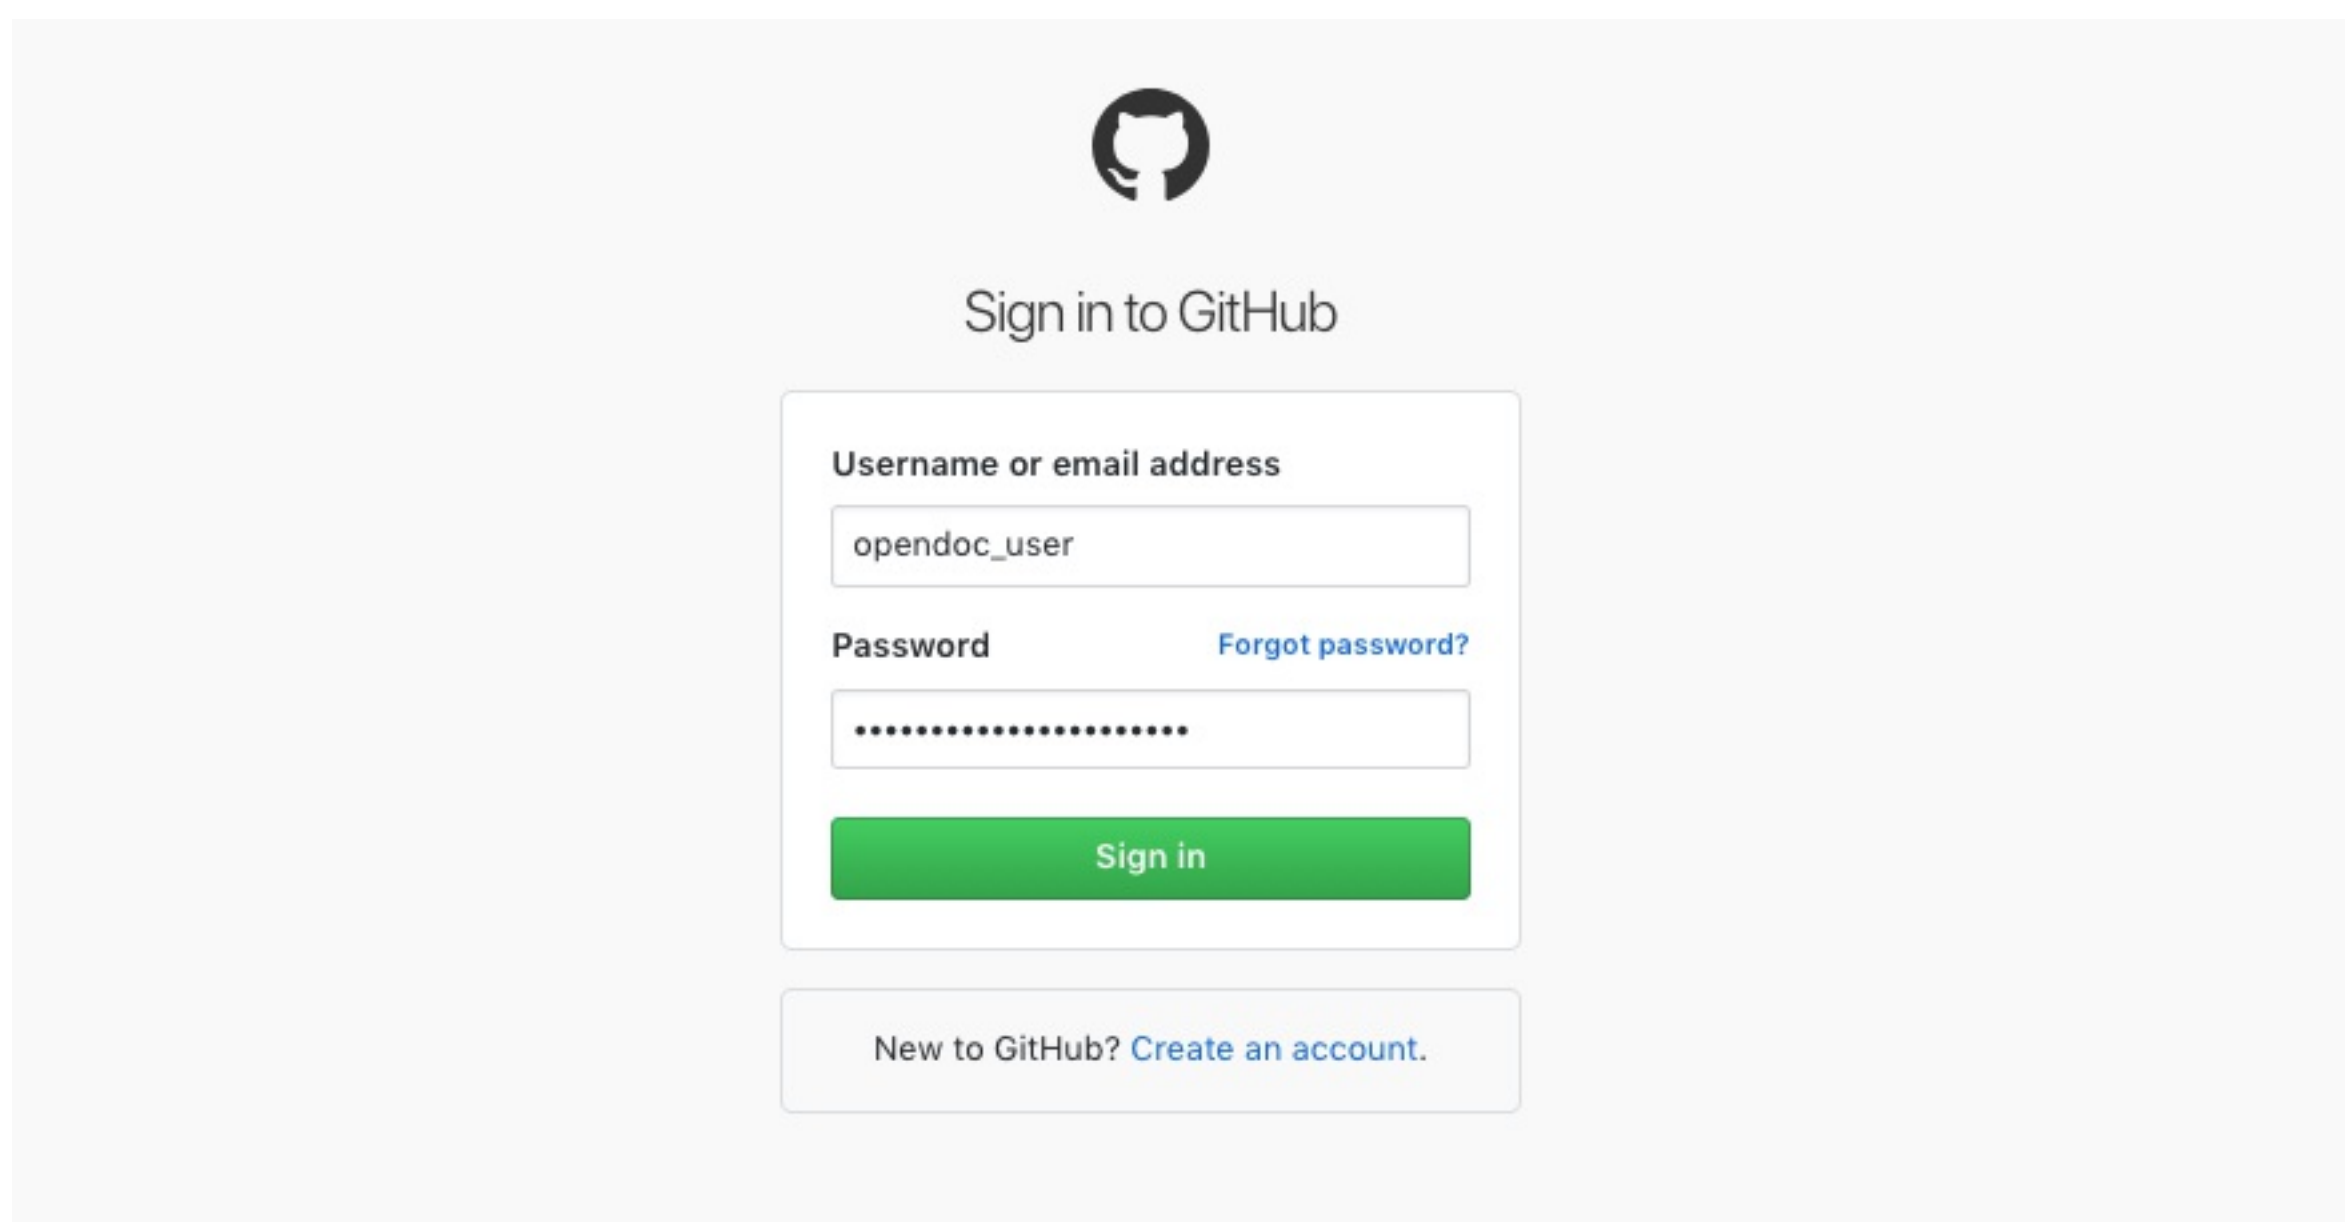 Sign in to GitHub
Username or email address
opendoc_user
Password Forgot password?
••••••••••••••••••••••
Sign in
New to GitHub? Create an account.